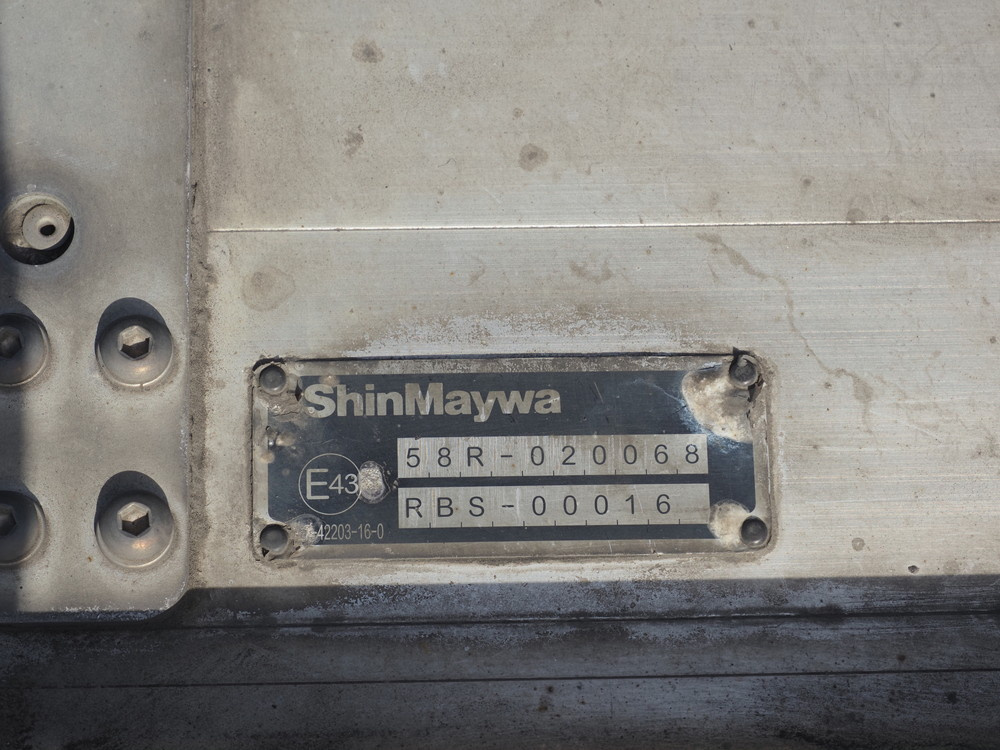 ShinMaywa
58R-020068
E43
RBS-00016
42203-16-0